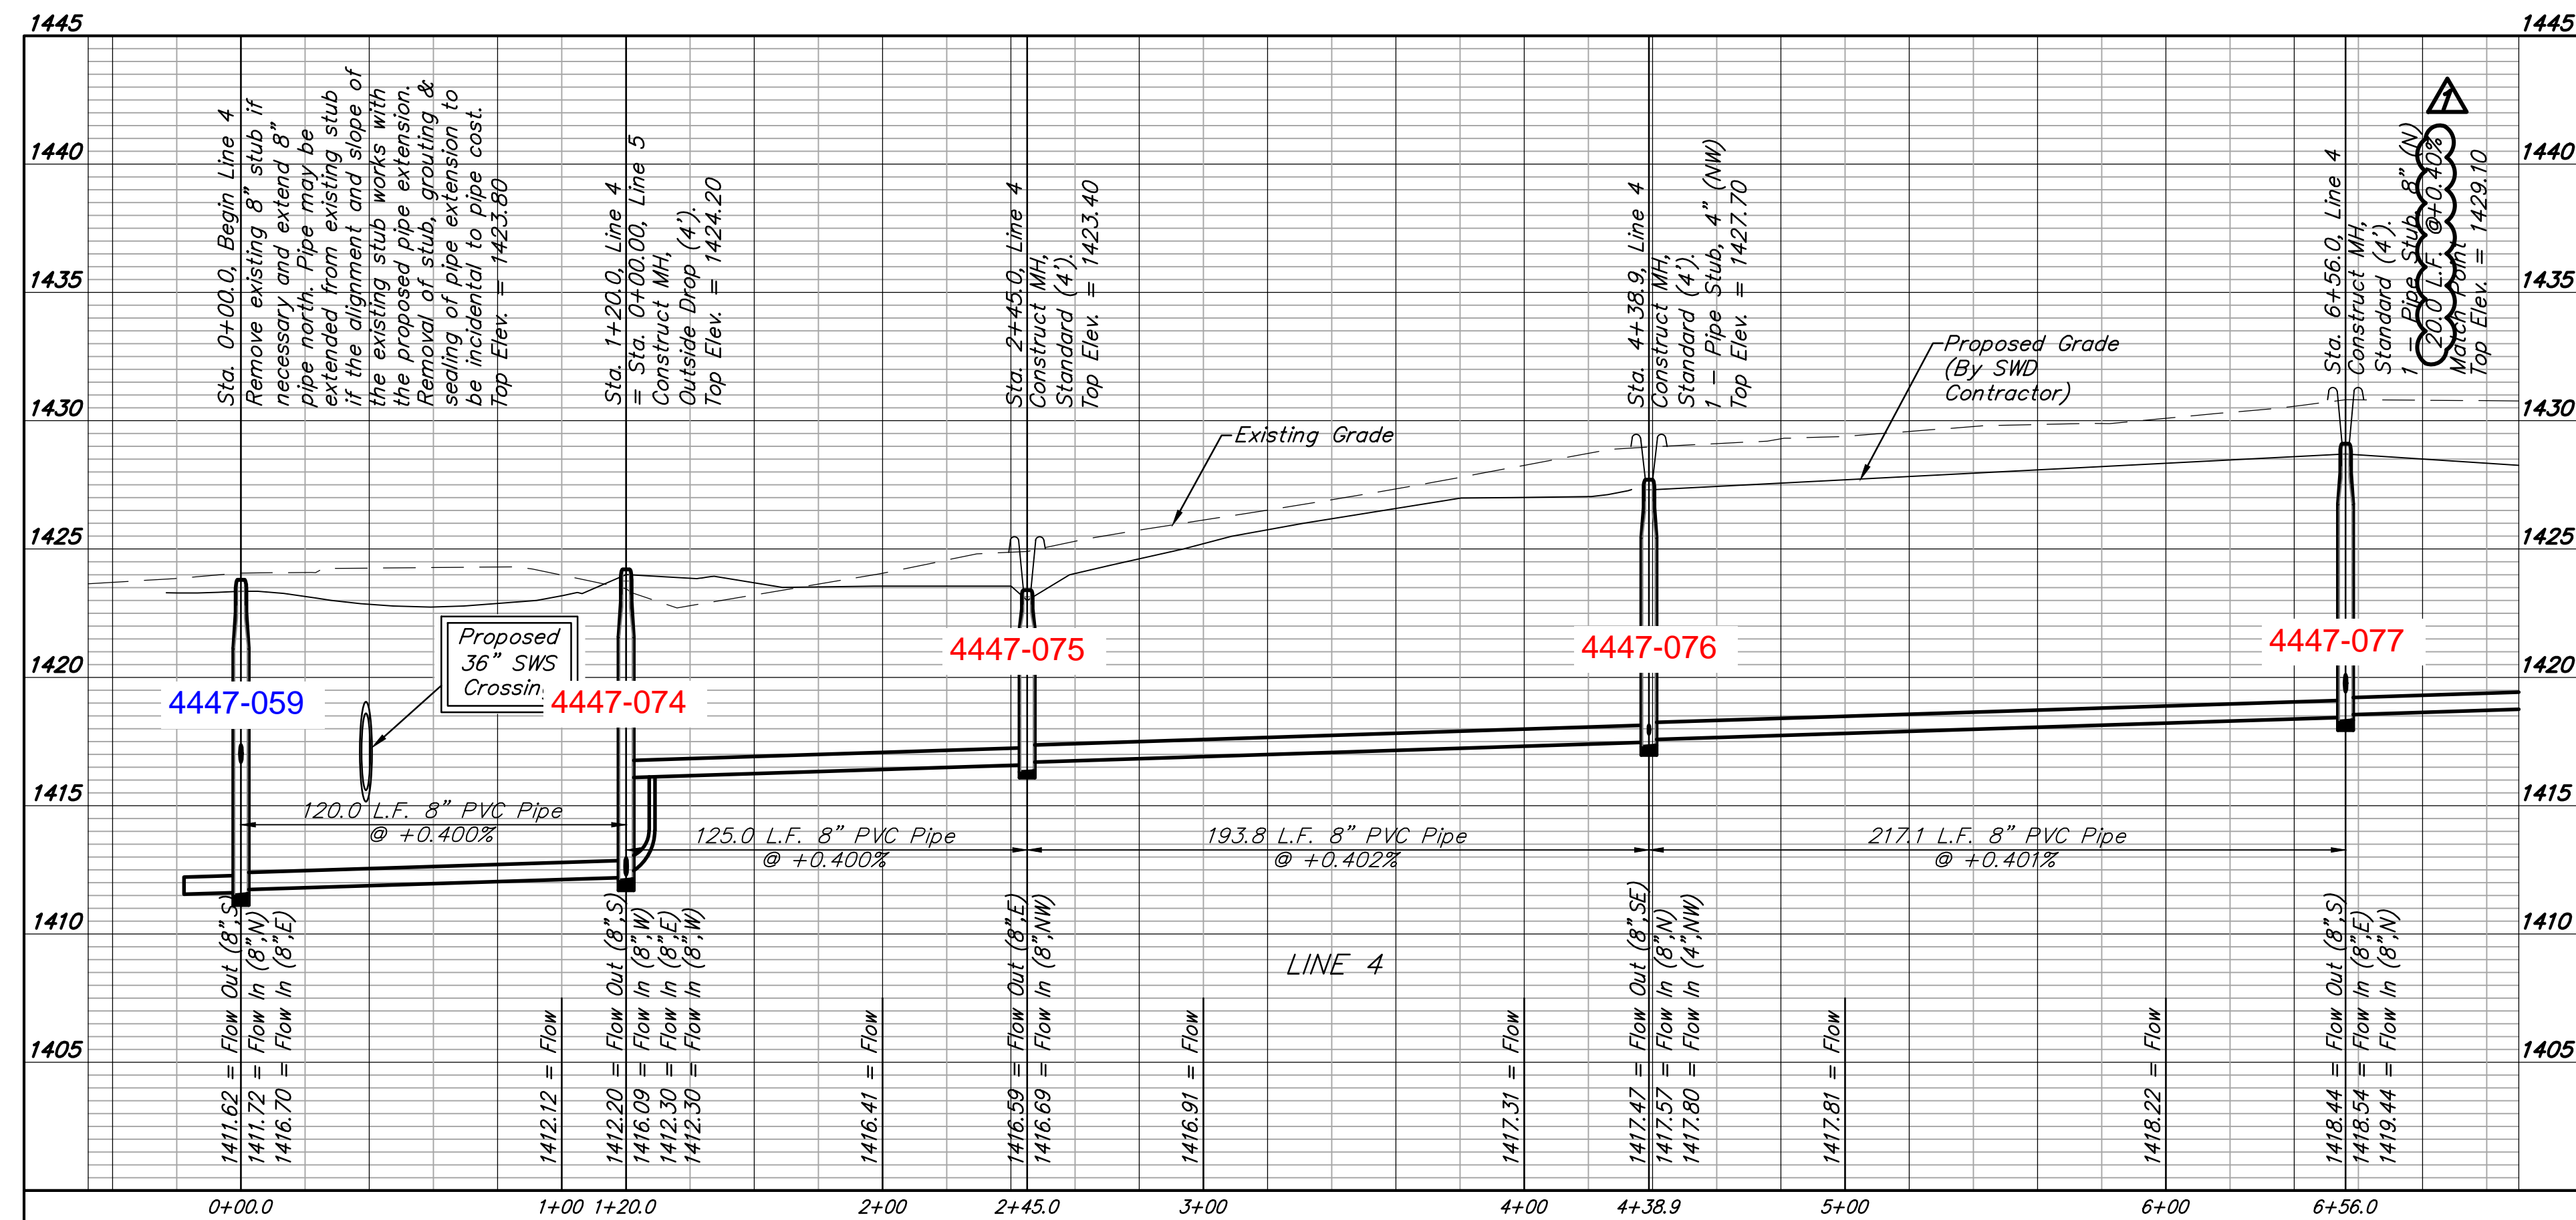 1445
1445
1440
1440
1435
1435
1430
1430
1425
1425
1420
1420
1415
1415
1410
1410
1405
1405
Sta. 0+00.0, Begin Line 4
Remove existing 8" stub if
necessary and extend 8"
pipe north. Pipe may be
extended from existing stub
if the alignment and slope of
the existing stub works with
the proposed pipe extension.
Removal of stub, grouting &
sealing of pipe extension to
be incidental to pipe cost.
Top Elev. = 1423.80
Sta. 1+20.0, Line 4
= Sta. 0+00.00, Line 5
Construct MH,
Outside Drop (4').
Top Elev. = 1424.20
Sta. 2+45.0, Line 4
Construct MH,
Standard (4').
Top Elev. = 1423.40
Sta. 4+38.9, Line 4
Construct MH,
Standard (4').
1 - Pipe Stub, 4" (NW)
Top Elev. = 1427.70
Sta. 6+56.0, Line 4
Construct MH,
Standard (4').
1 - Pipe Stub, 8" (N)
20.0 L.F. @+0.40%
Match Point
Top Elev. = 1429.10
1
Existing Grade
Proposed Grade
(By SWD
Contractor)
Proposed
36" SWS
Crossin
4447-059
4447-074
4447-075
4447-076
4447-077
120.0 L.F. 8" PVC Pipe
@ +0.400%
125.0 L.F. 8" PVC Pipe
@ +0.400%
193.8 L.F. 8" PVC Pipe
@ +0.402%
217.1 L.F. 8" PVC Pipe
@ +0.401%
LINE 4
1411.62 = Flow Out (8",S)
1411.72 = Flow In (8",N)
1416.70 = Flow In (8",E)
1412.12 = Flow
1412.20 = Flow Out (8",S)
1416.09 = Flow In (8",W)
1412.30 = Flow In (8",E)
1412.30 = Flow In (8",W)
1416.41 = Flow
1416.59 = Flow Out (8",E)
1416.69 = Flow In (8",NW)
1416.91 = Flow
1417.31 = Flow
1417.47 = Flow Out (8",SE)
1417.57 = Flow In (8",N)
1417.80 = Flow In (4",NW)
1417.81 = Flow
1418.22 = Flow
1418.44 = Flow Out (8",S)
1418.54 = Flow In (8",E)
1419.44 = Flow In (8",N)
0+00.0
1+00
1+20.0
2+00
2+45.0
3+00
4+00
4+38.9
5+00
6+00
6+56.0